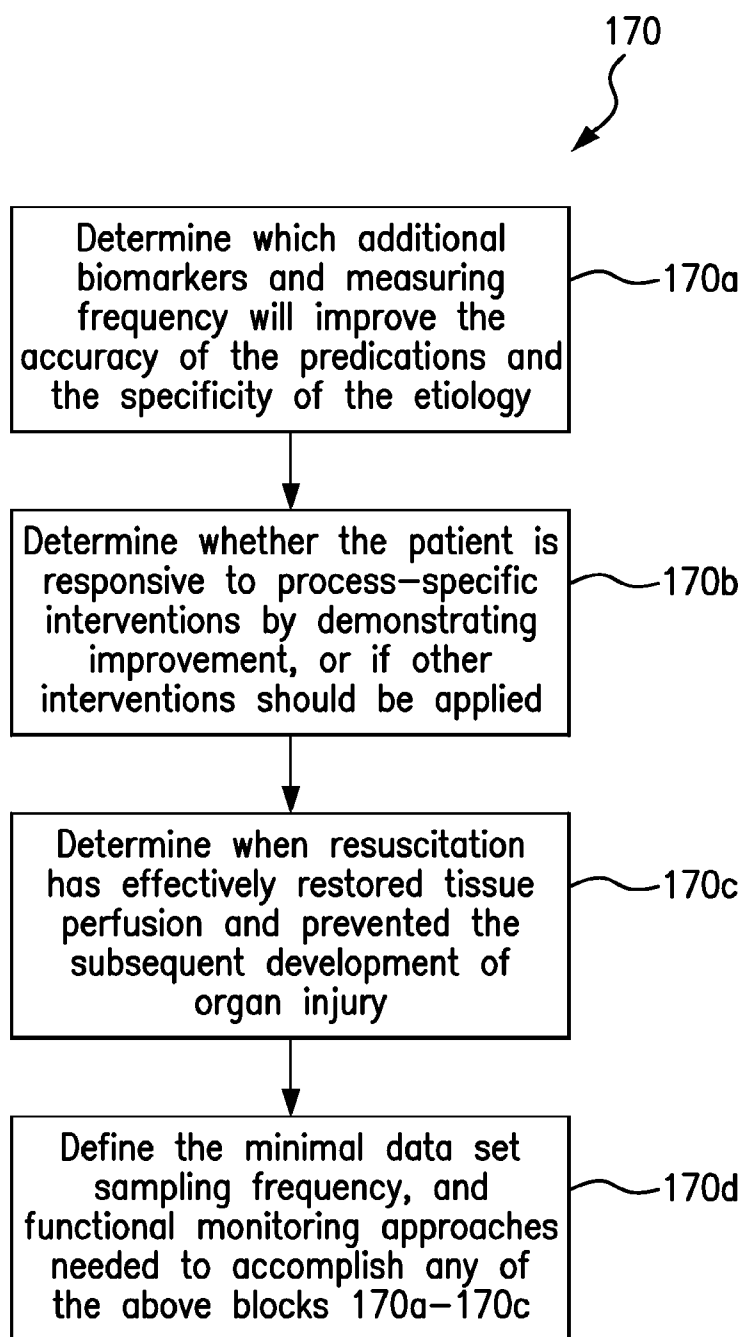 170
Determine which additional
biomarkers and measuring
frequency will improve the
accuracy of the predications and
the specificity of the etiology
170a
Determine whether the patient is
responsive to process-specific
interventions by demonstrating
improvement, or if other
interventions should be applied
170b
Determine when resuscitation
has effectively restored tissue
perfusion and prevented the
subsequent development of
organ injury
170c
Define the minimal data set
sampling frequency, and
functional monitoring approaches
needed to accomplish any of
the above blocks 170a-170c
170d